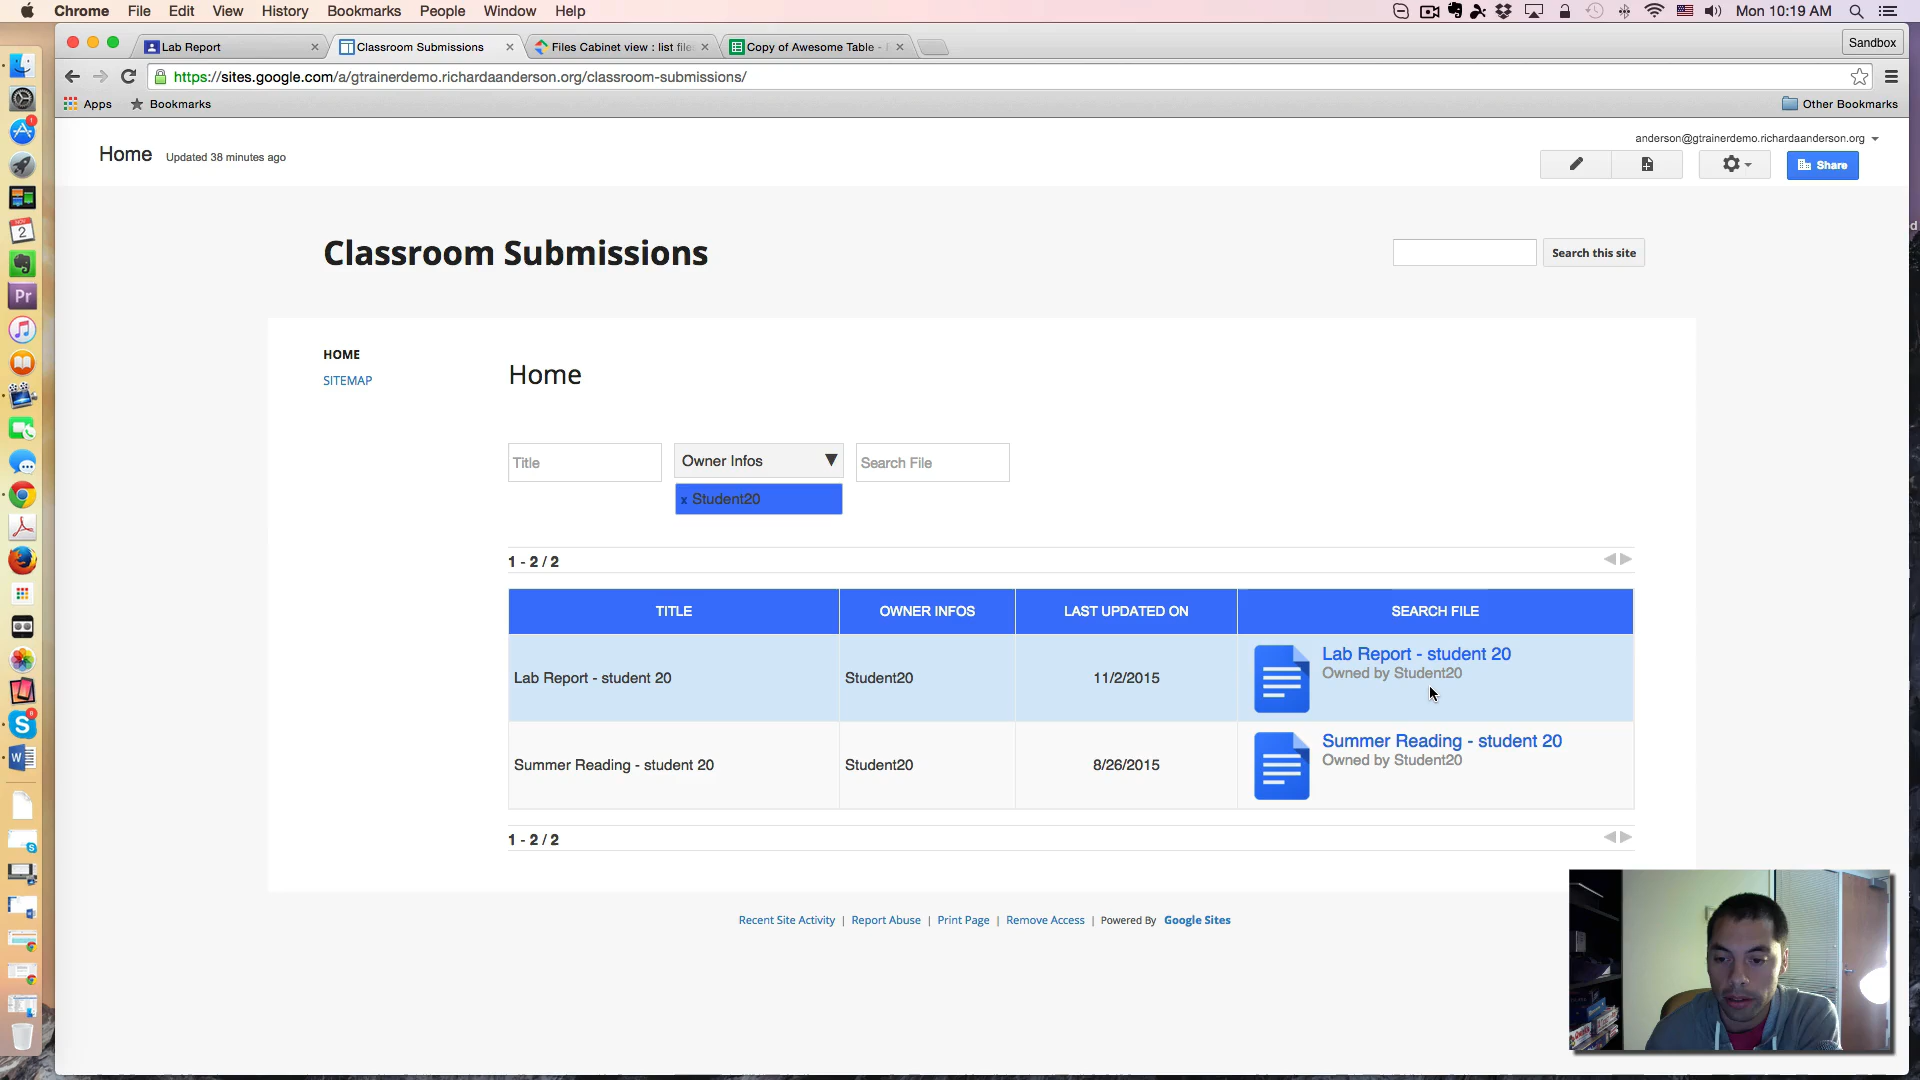 Chrome File Edit View History Bookmarks People Window Help Mon 10:19 AM
Lab Report Classroom Submissions Files Cabinet view : list file Copy of Awesome Table - Sandbox
https://sites.google.com/a/gtrainerdemo.richardaanderson.org/classroom-submissions/
Apps Bookmarks Other Bookmarks
anderson@gtrainerdemo.richardaanderson.org
Home Updated 38 minutes ago
Share
Classroom Submissions
Search this site
HOME
SITEMAP
Home
Title Owner Infos Search File
x Student20
1 - 2 / 2
TITLE OWNER INFOS LAST UPDATED ON SEARCH FILE
Lab Report - student 20 Student20 11/2/2015 Lab Report - student 20
Owned by Student20
Summer Reading - student 20 Student20 8/26/2015 Summer Reading - student 20
Owned by Student20
1 - 2 / 2
Recent Site Activity | Report Abuse | Print Page | Remove Access | Powered By Google Sites